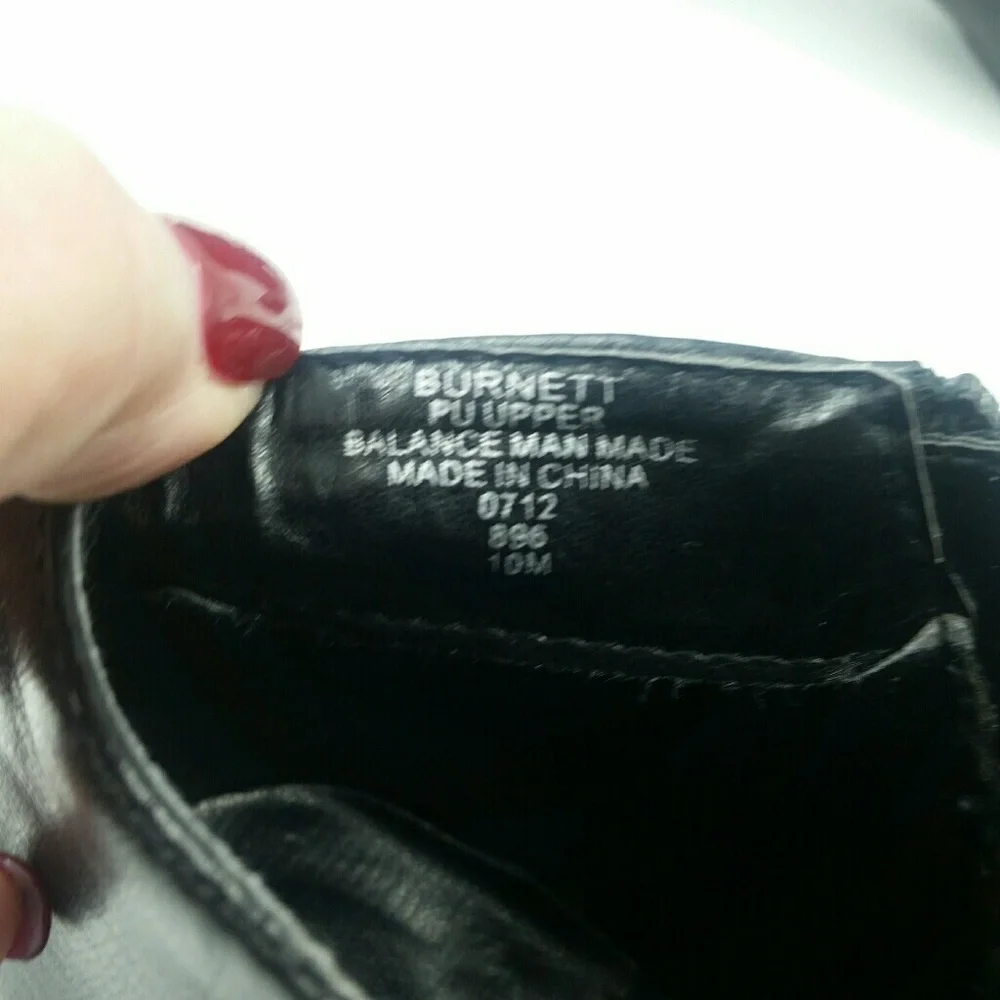 BURNETT
PU UPPER
BALANCE MAN MADE
MADE IN CHINA
0712
896
10M